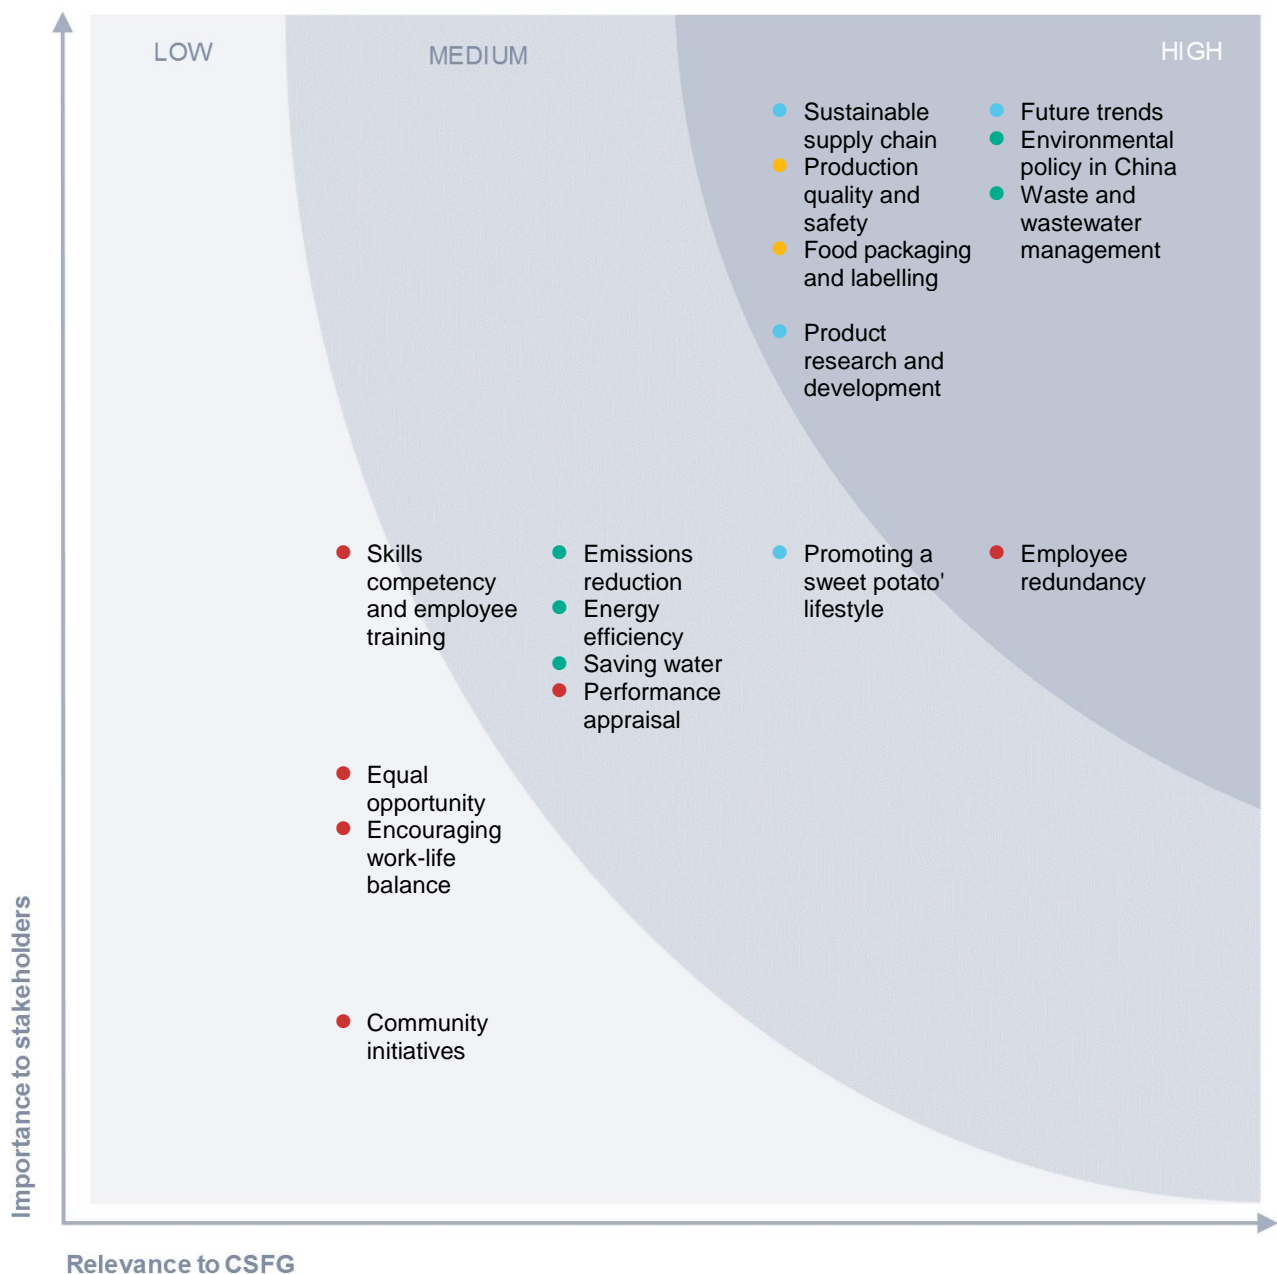 LOW
MEDIUM
HIGH
Sustainable
supply chain
Production
quality and
safety
Food packaging
and labelling
Product
research and
development
Future trends
Environmental
policy in China
Waste and
wastewater
management
Skills
competency
and employee
training
Emissions
reduction
Energy
efficiency
Saving water
Performance
appraisal
Promoting a
sweet potato'
lifestyle
Employee
redundancy
Equal
opportunity
Encouraging
work-life
balance
Community
initiatives
Importance to stakeholders
Relevance to CSFG